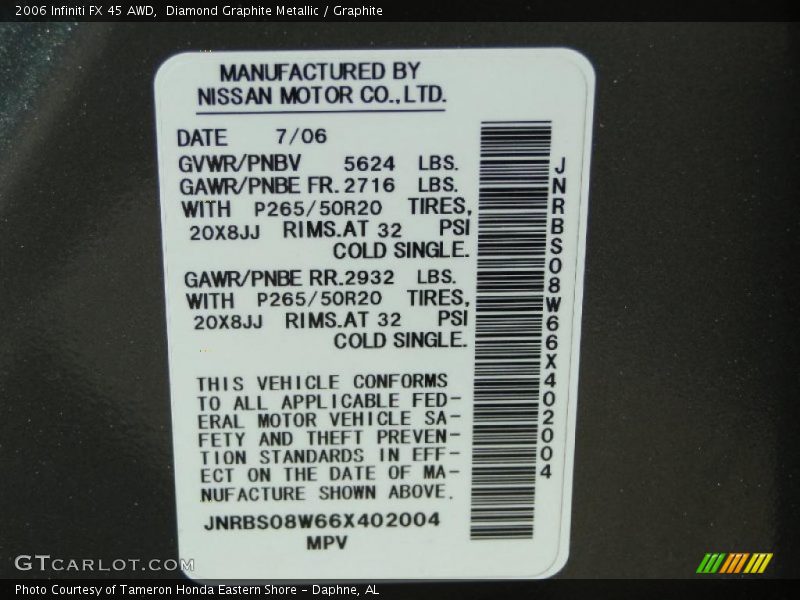 2006 Infiniti FX 45 AWD,  Diamond Graphite Metallic / Graphite
MANUFACTURED BY
NISSAN MOTOR CO.,LTD.
DATE 7/06
GVWR/PNBV 5624 LBS.
GAWR/PNBE FR. 2716 LBS.
WITH P265/50R20 TIRES,
20X8JJ RIMS.AT 32 PSI
COLD SINGLE.
GAWR/PNBE RR. 2932 LBS.
WITH P265/50R20 TIRES,
20X8JJ RIMS.AT 32 PSI
COLD SINGLE.
THIS VEHICLE CONFORMS
TO ALL APPLICABLE FED-
ERAL MOTOR VEHICLE SA-
FETY AND THEFT PREVEN-
TION STANDARDS IN EFF-
ECT ON THE DATE OF MA-
NUFACTURE SHOWN ABOVE.
JNRBS08W66X402004
MPV
JNRBS08W66X402004
GTCARLOT.COM
Photo Courtesy of Tameron Honda Eastern Shore - Daphne, AL